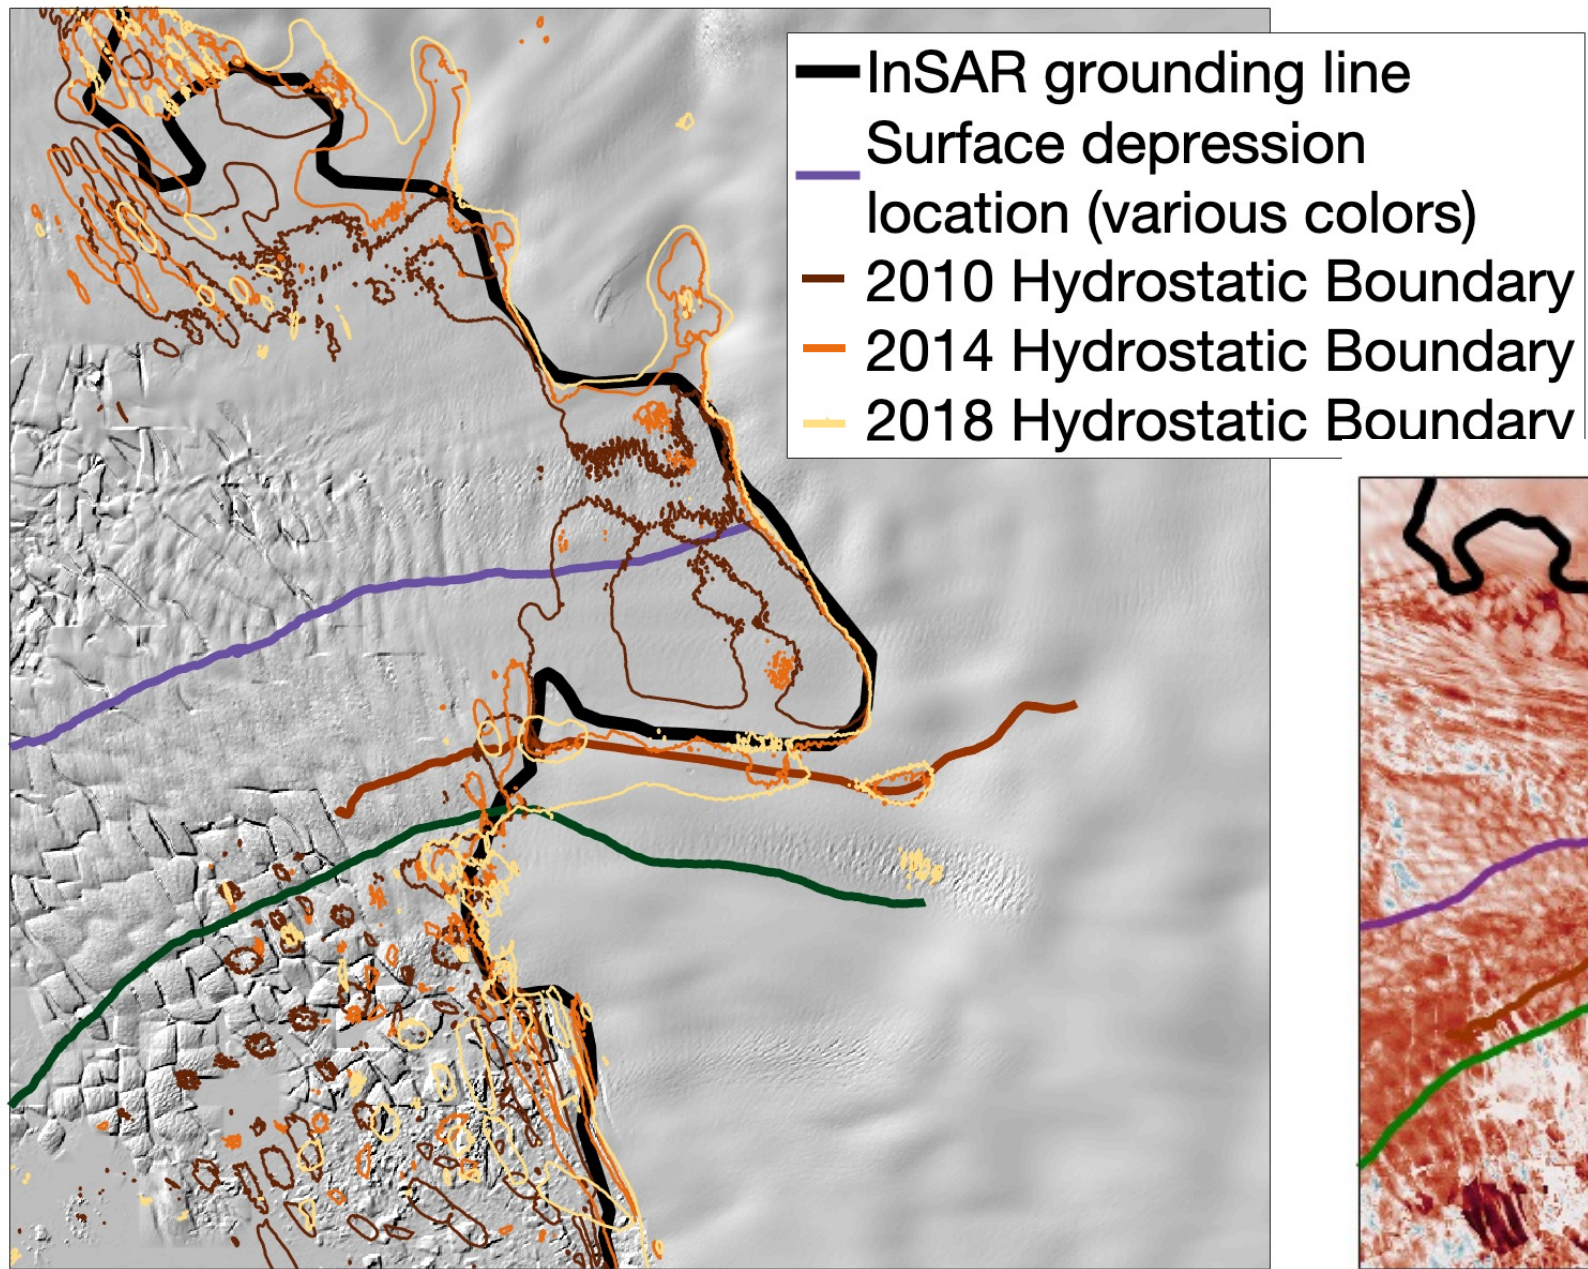 InSAR grounding line
Surface depression
location (various colors)
2010 Hydrostatic Boundary
2014 Hydrostatic Boundary
2018 Hydrostatic Boundary